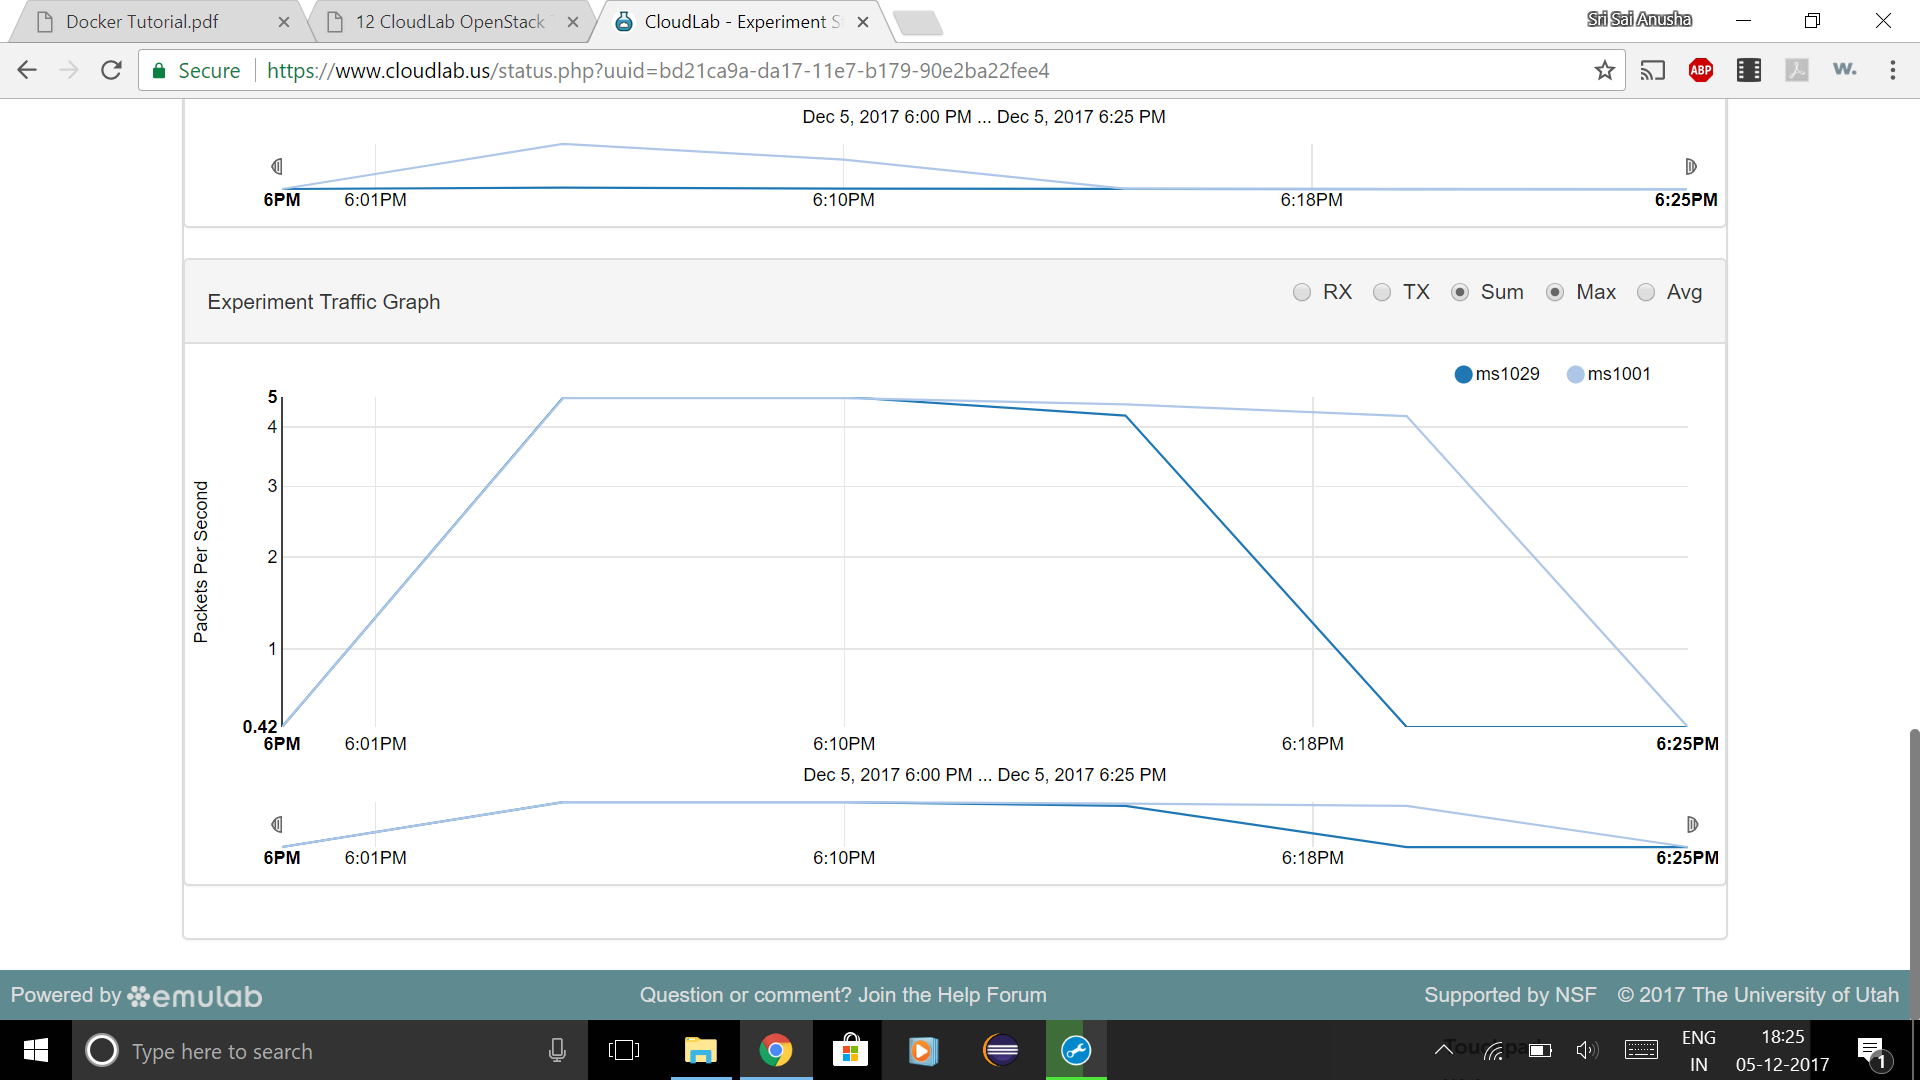 Docker Tutorial.pdf
12 CloudLab OpenStack
CloudLab - Experiment S
Sri Sai Anusha
Secure
https://www.cloudlab.us/status.php?uuid=bd21ca9a-da17-11e7-b179-90e2ba22fee4
ABP
w.
Dec 5, 2017 6:00 PM ... Dec 5, 2017 6:25 PM
6PM 6:01PM 6:10PM 6:18PM 6:25PM
Experiment Traffic Graph
RX TX Sum Max Avg
ms1029 ms1001
5
4
3
2
1
0.42
Packets Per Second
6PM 6:01PM 6:10PM 6:18PM 6:25PM
Dec 5, 2017 6:00 PM ... Dec 5, 2017 6:25 PM
6PM 6:01PM 6:10PM 6:18PM 6:25PM
Powered by emulab
Question or comment? Join the Help Forum
Supported by NSF © 2017 The University of Utah
Type here to search
ENG
IN
18:25
05-12-2017
1